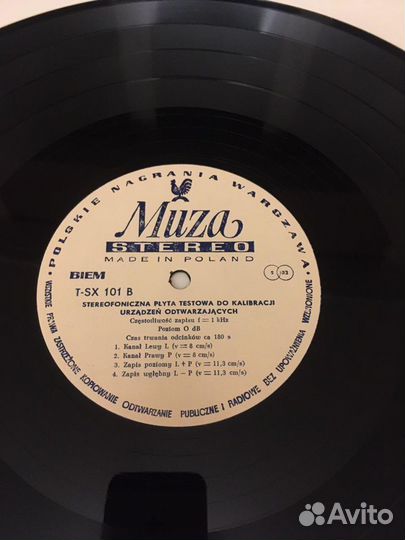 POLSKIE NAGRANIA WARSZAWA
Muza
STEREO
MADE IN POLAND
BIEM
S 33
T-SX 101 B
STEREOFONICZNA PŁYTA TESTOWA DO KALIBRACJI
URZĄDZEŃ ODTWARZAJĄCYCH
Częstotliwość zapisu f = 1 kHz
Poziom O dB
Czas trwania odcinków ca 180 s
1. Kanał Lewy L (v = 8 cm/s)
2. Kanał Prawy P (v = 8 cm/s)
3. Zapis poziomy L + P (v = 11,3 cm/s)
4. Zapis wgłębny L — P (v = 11,3 cm/s)
WSZELKIE PRAWA ZASTRZEŻONE KOPIOWANIE ODTWARZANIE PUBLICZNE I RADIOWE BEZ UPOWAŻNIENIA WZBRONIONE
Avito